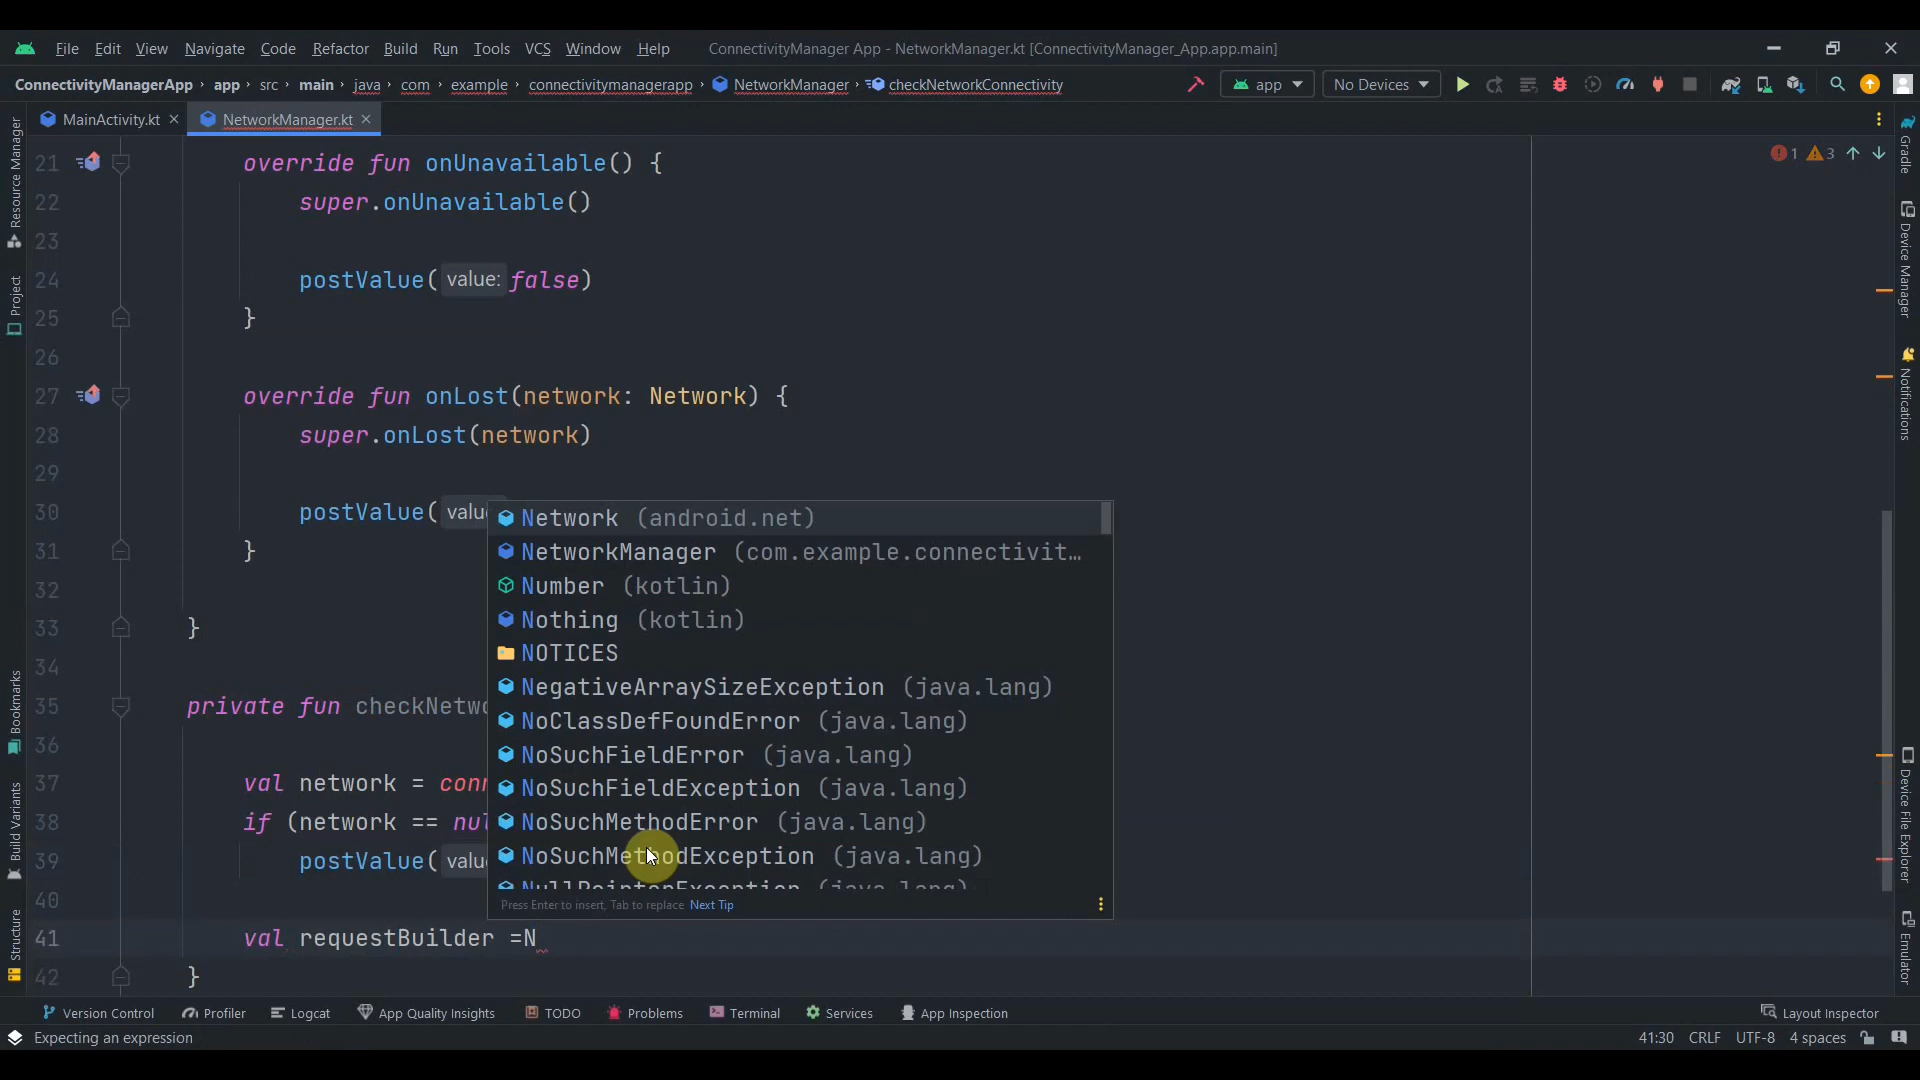 File Edit View Navigate Code Refactor Build Run Tools VCS Window Help ConnectivityManager App - NetworkManager.kt [ConnectivityManager_App.app.main]
ConnectivityManagerApp › app › src › main › java › com › example › connectivitymanagerapp › NetworkManager › checkNetworkConnectivity app No Devices
MainActivity.kt NetworkManager.kt
1 3
21 override fun onUnavailable() {
22 super.onUnavailable()
23
24 postValue( value: false)
25 }
26
27 override fun onLost(network: Network) {
28 super.onLost(network)
29
30 postValue(
31 }
32
33 }
34
35 private fun
36
37 val network =
38 if (network ==
39 postValue(
40
41 val requestBuilder =N
42 }
Network (android.net)
NetworkManager (com.example.connectivit…
Number (kotlin)
Nothing (kotlin)
NOTICES
NegativeArraySizeException (java.lang)
NoClassDefFoundError (java.lang)
NoSuchFieldError (java.lang)
NoSuchFieldException (java.lang)
NoSuchMethodError (java.lang)
NoSuchMethodException (java.lang)
NullPointerException (java.lang)
Press Enter to insert, Tab to replace Next Tip
Resource Manager
Project
Bookmarks
Build Variants
Structure
Gradle
Device Manager
Notifications
Device File Explorer
Emulator
Version Control Profiler Logcat App Quality Insights TODO Problems Terminal Services App Inspection Layout Inspector
Expecting an expression 41:30 CRLF UTF-8 4 spaces